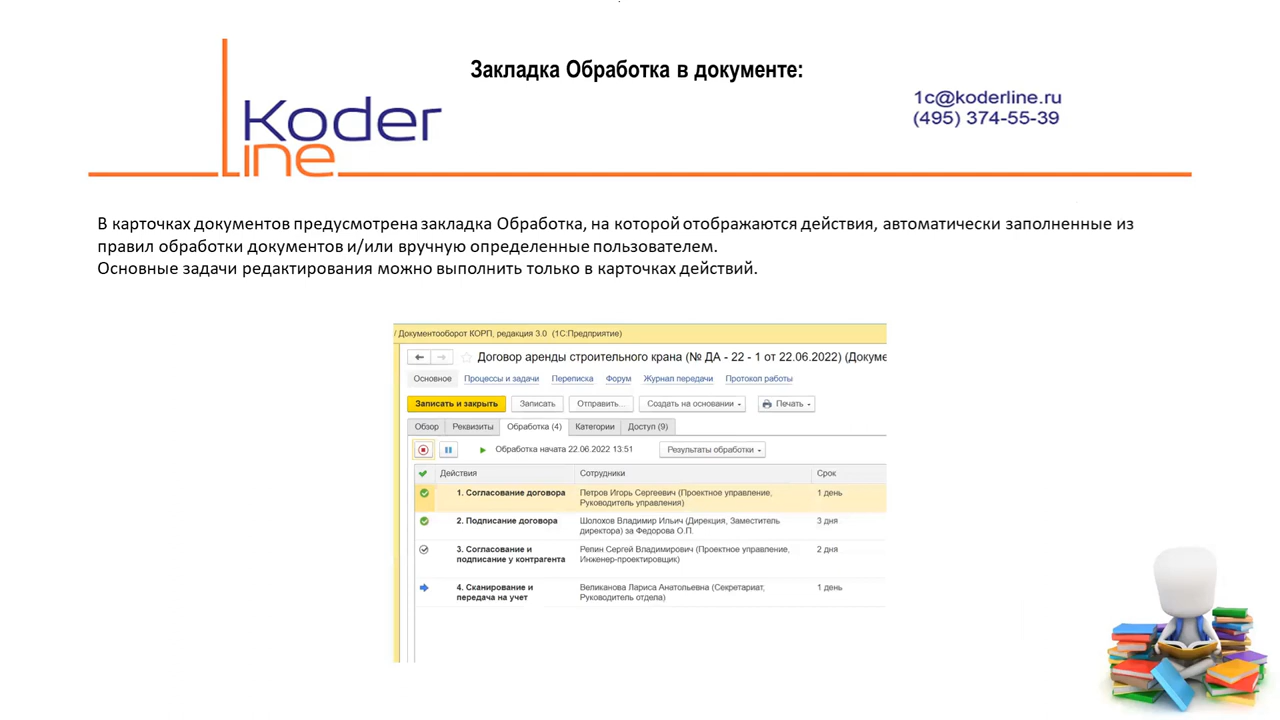 Закладка Обработка в документе:
Koder
Line
1c@koderline.ru
(495) 374-55-39
В карточках документов предусмотрена закладка Обработка, на которой отображаются действия, автоматически заполненные из
правил обработки документов и/или вручную определенные пользователем.
Основные задачи редактирования можно выполнить только в карточках действий.
/ Документооборот КОРП, редакция 3.0 (1С:Предприятие)
Договор аренды строительного крана (№ ДА - 22 - 1 от 22.06.2022) (Докуме
Основное Процессы и задачи Переписка Форум Журнал передачи Протокол работы
Записать и закрыть Записать Отправить... Создать на основании Печать
Обзор Реквизиты Обработка (4) Категории Доступ (9)
Обработка начата 22.06.2022 13.51 Результаты обработки
Действия Сотрудники Срок
1. Согласование договора Петров Игорь Сергеевич (Проектное управление, 1 день
Руководитель управления)
2. Подписание договора Шолохов Владимир Ильич (Дирекция, Заместитель 3 дня
директора) за Федорова О.П.
3. Согласование и Репин Сергей Владимирович (Проектное управление, 2 дня
подписание у контрагента Инженер-проектировщик)
4. Сканирование и Великанова Лариса Анатольевна (Секретариат, 1 день
передача на учет Руководитель отдела)